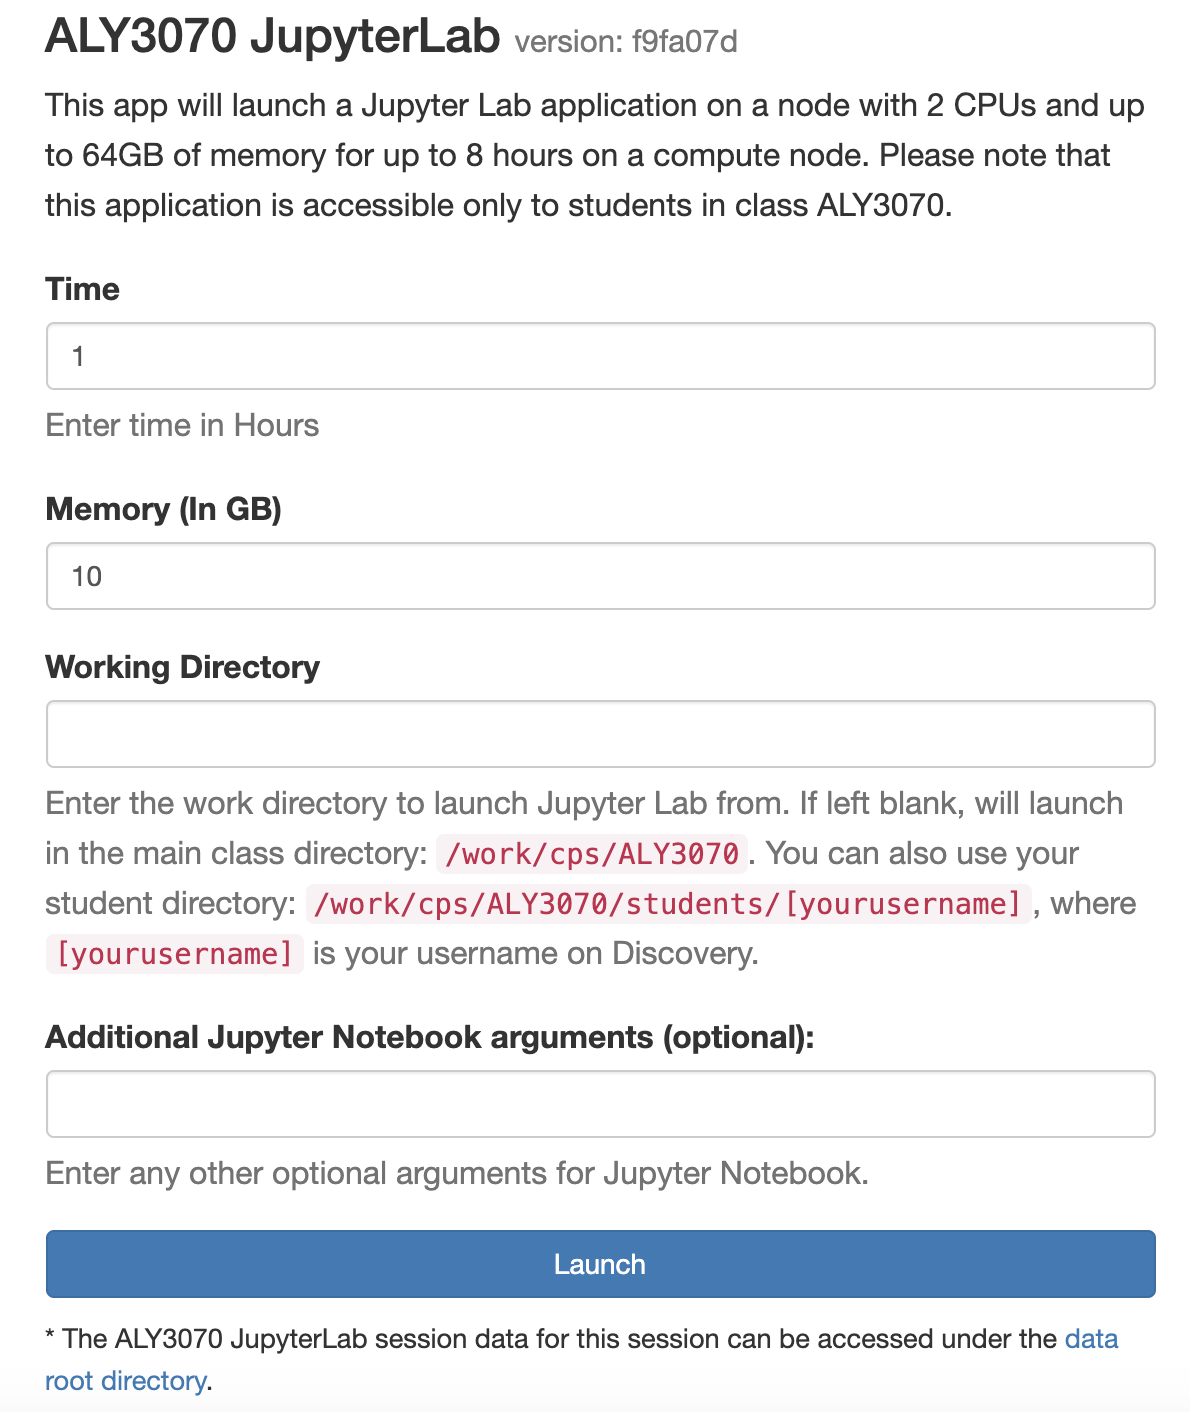 ALY3070 JupyterLab version: f9fa07d
This app will launch a Jupyter Lab application on a node with 2 CPUs and up
to 64GB of memory for up to 8 hours on a compute node. Please note that
this application is accessible only to students in class ALY3070.
Time
1
Enter time in Hours
Memory (In GB)
10
Working Directory
Enter the work directory to launch Jupyter Lab from. If left blank, will launch
in the main class directory: /work/cps/ALY3070 . You can also use your
student directory: /work/cps/ALY3070/students/[yourusername] , where
[yourusername] is your username on Discovery.
Additional Jupyter Notebook arguments (optional):
Enter any other optional arguments for Jupyter Notebook.
Launch
* The ALY3070 JupyterLab session data for this session can be accessed under the data
root directory.